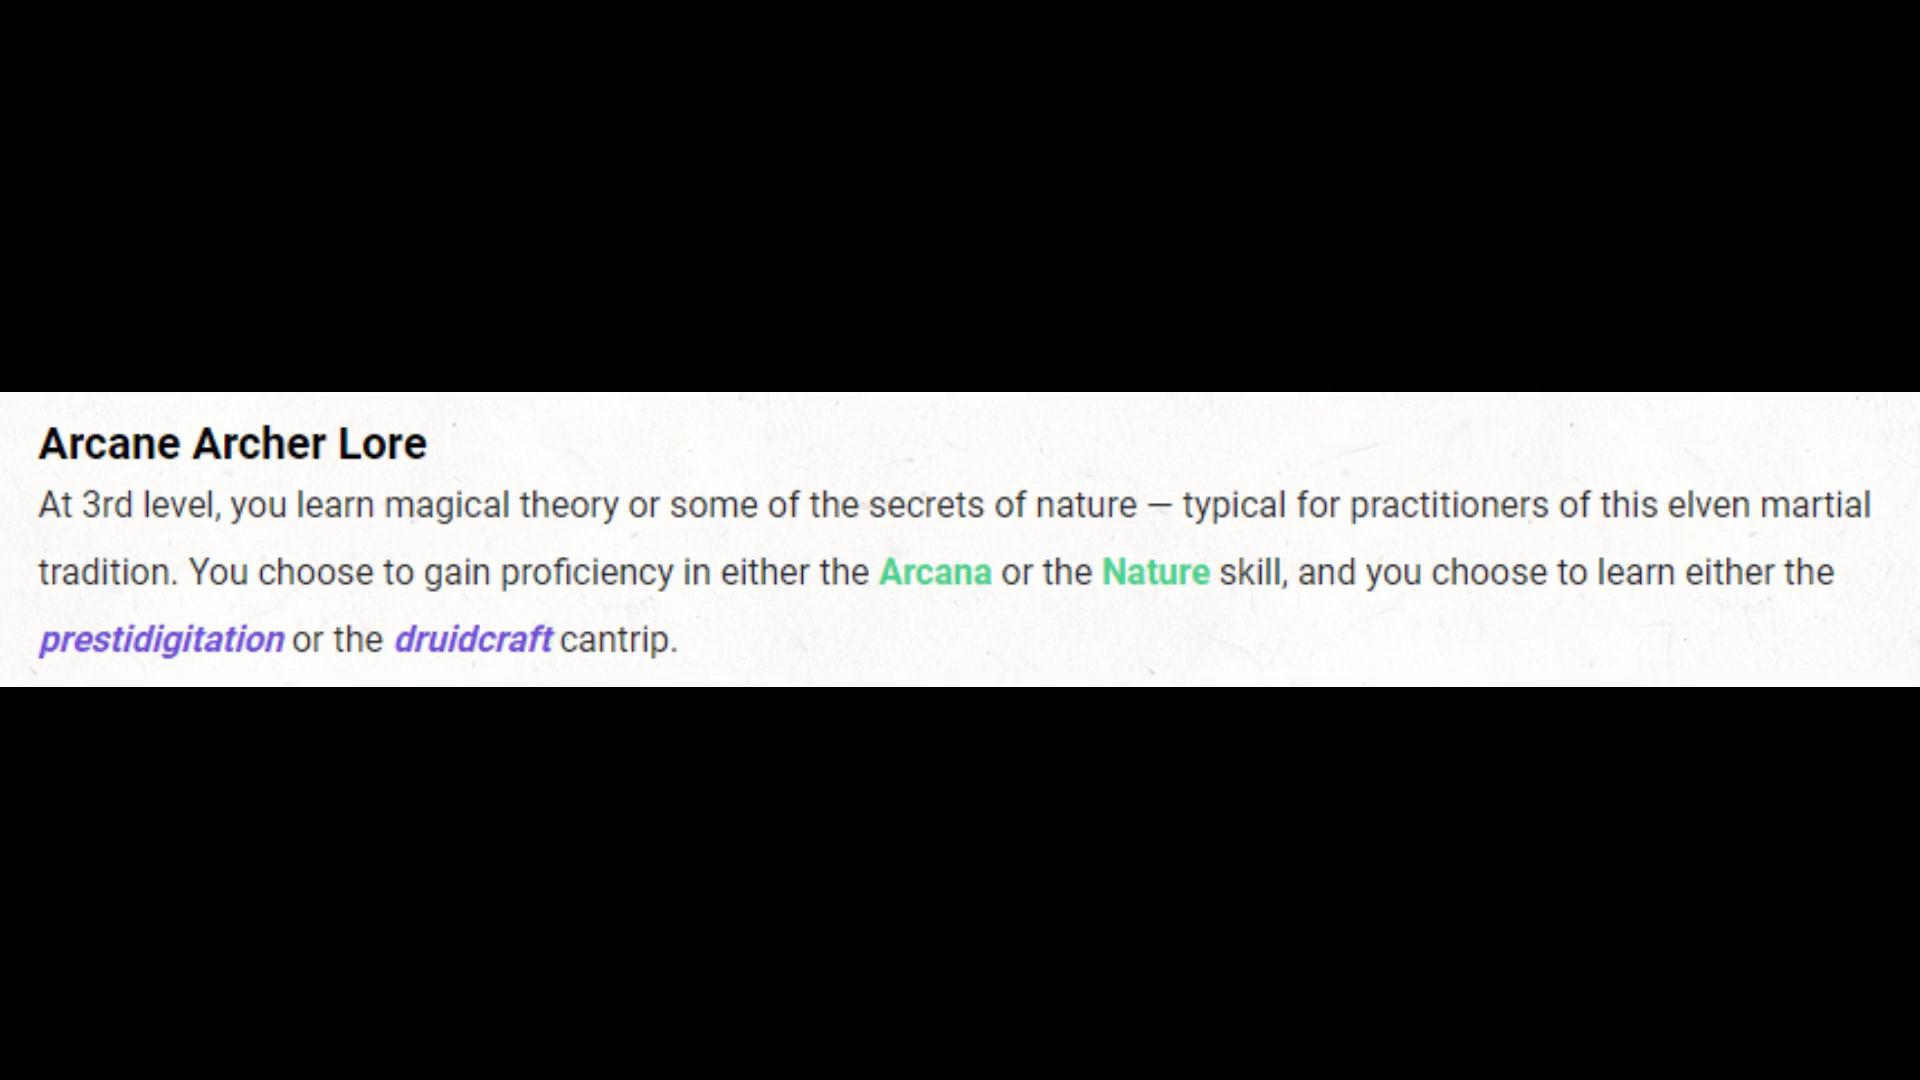 Arcane Archer Lore
At 3rd level, you learn magical theory or some of the secrets of nature — typical for practitioners of this elven martial
tradition. You choose to gain proficiency in either the Arcana or the Nature skill, and you choose to learn either the
prestidigitation or the druidcraft cantrip.